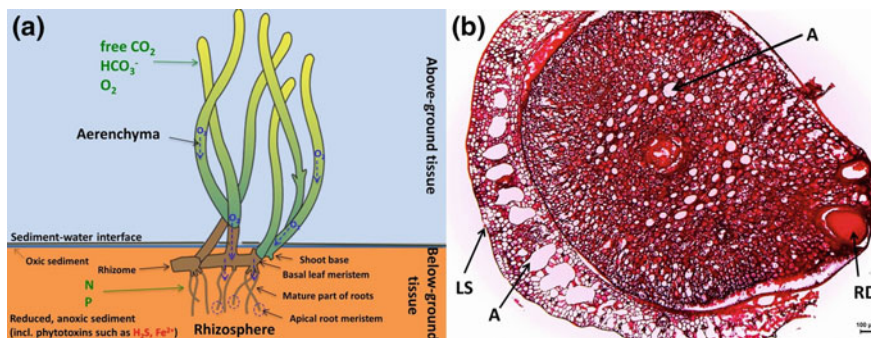 (a)
free CO2
HCO3-
O2
Aerenchyma
O2
O2
O2
Above-ground tissue
Sediment-water interface
Oxic sediment
Rhizome
Shoot base
Basal leaf meristem
N
P
Mature part of roots
Apical root meristem
Rhizosphere
Reduced, anoxic sediment
(incl. phytotoxins such as H2S, Fe2+)
Below-ground
tissue
(b)
A
LS
A
RD
100 µ